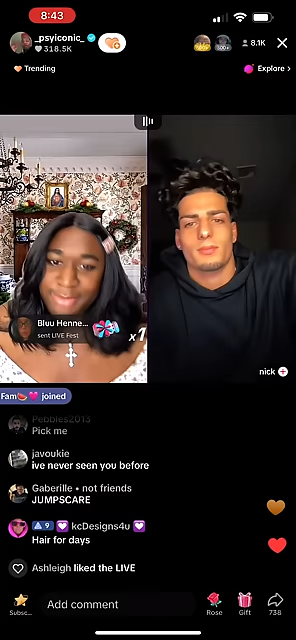 8:43
_psyiconic_
318.5K
8.1K
Trending
Explore >
Bluu Henne...
sent LIVE Fest
x1
nick
Fam🍉💗 joined
Pebbles2013
Pick me
javoukie
ive never seen you before
Gaberille • not friends
JUMPSCARE
9 💜 kcDesigns4u 💜
Hair for days
Ashleigh liked the LIVE
Subsc...
Add comment
Rose
Gift
738